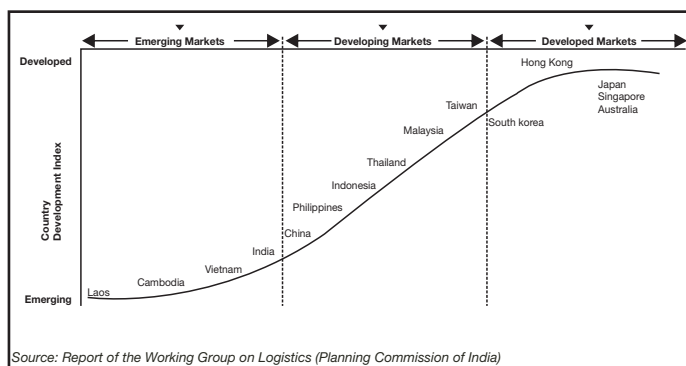 Emerging Markets
Developing Markets
Developed Markets
Developed
Hong Kong
Japan
Singapore
Australia
Taiwan
South korea
Malaysia
Thailand
Indonesia
Philippines
China
India
Vietnam
Cambodia
Laos
Country
Development Index
Emerging
Source: Report of the Working Group on Logistics (Planning Commission of India)